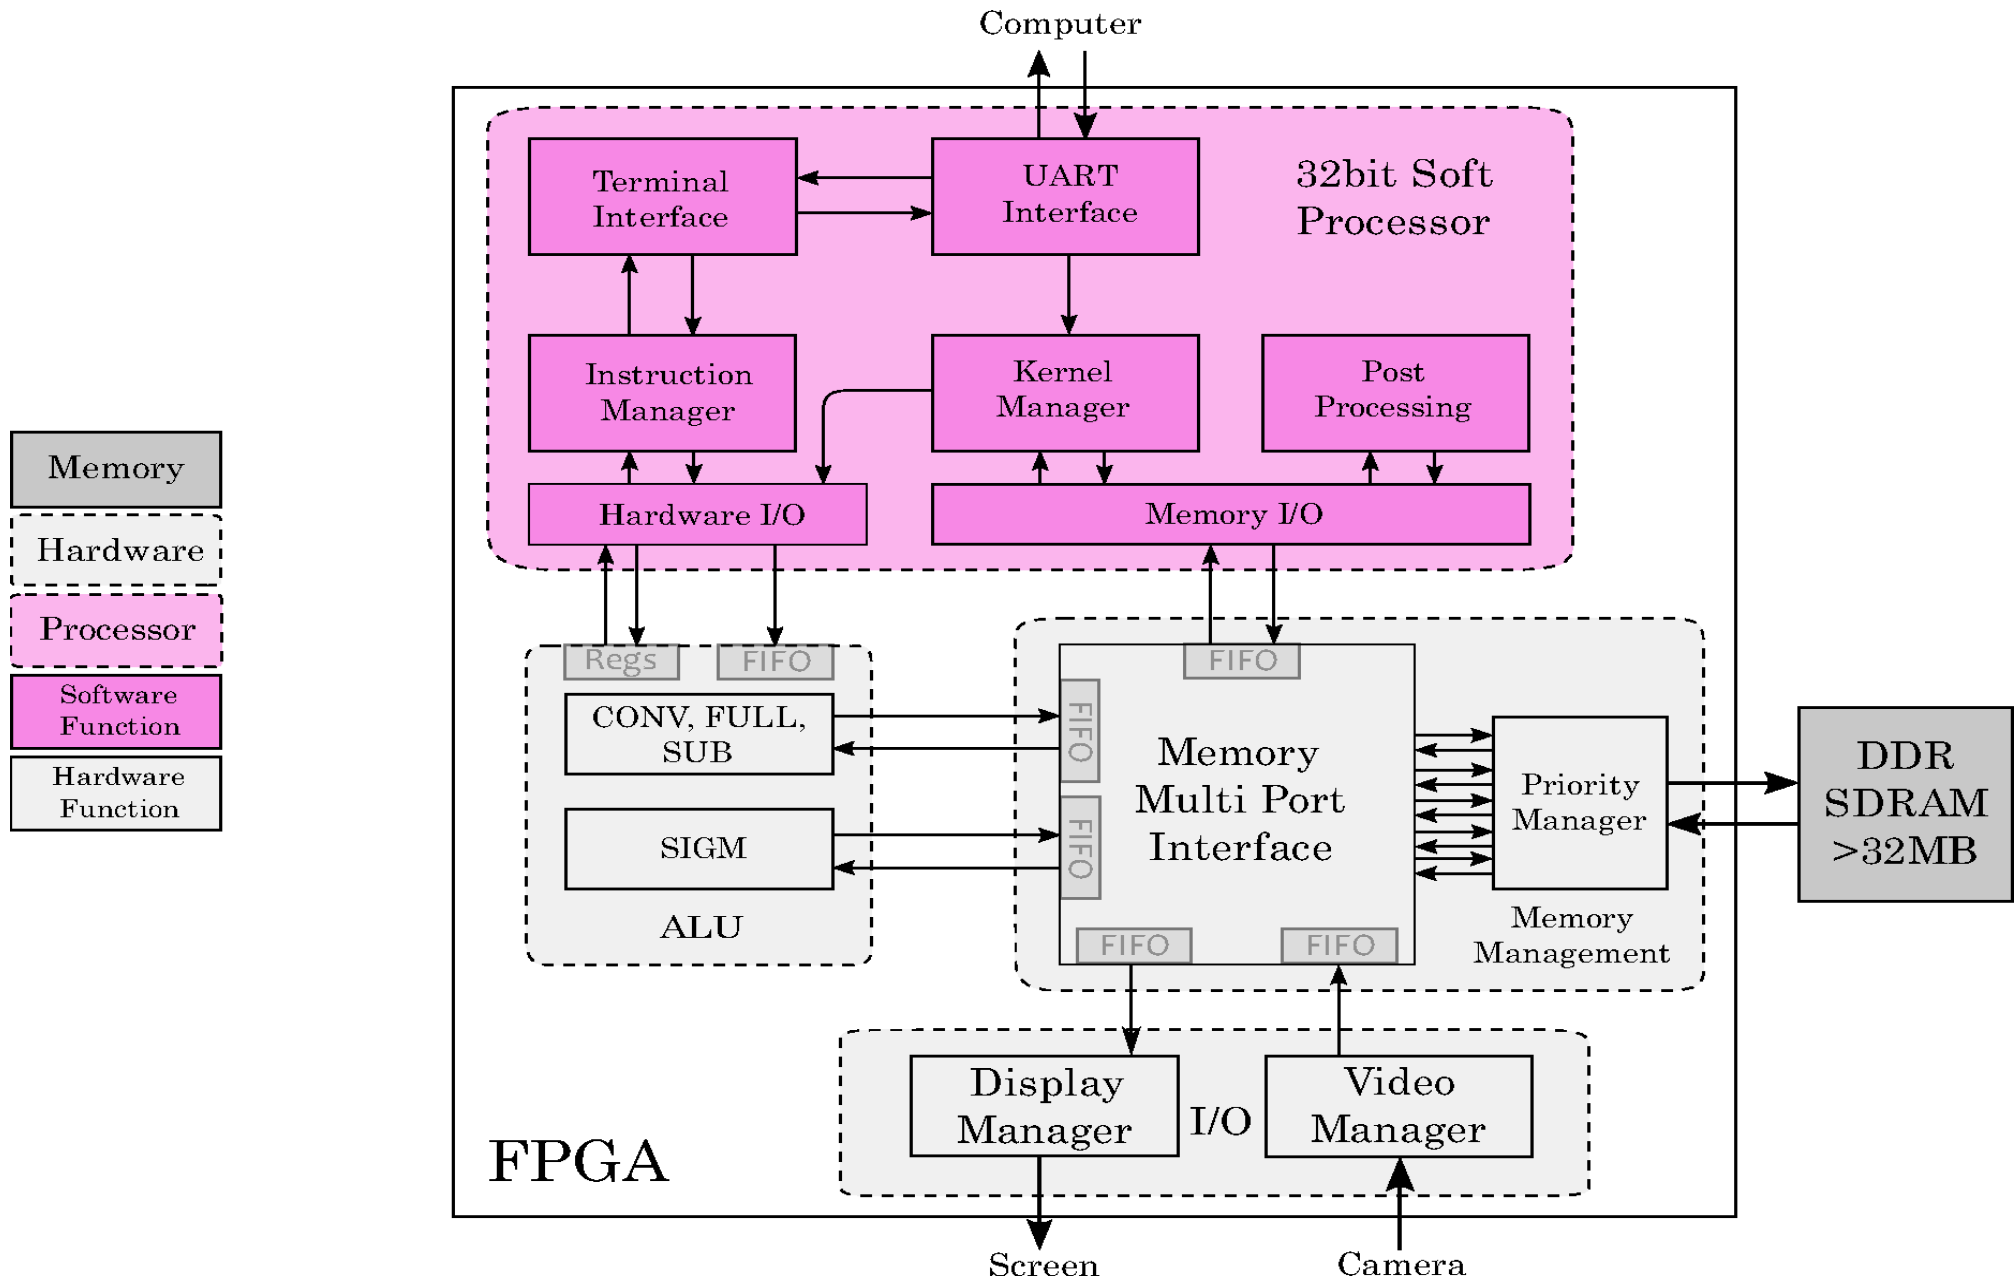 Computer
Terminal
Interface
UART
Interface
32bit Soft
Processor
Instruction
Manager
Kernel
Manager
Post
Processing
Hardware I/O
Memory I/O
Memory
Hardware
Processor
Software
Function
Hardware
Function
Regs
FIFO
CONV, FULL,
SUB
SIGM
ALU
FIFO
FIFO
FIFO
Memory
Multi Port
Interface
FIFO
FIFO
Priority
Manager
Memory
Management
DDR
SDRAM
>32MB
Display
Manager
I/O
Video
Manager
FPGA
Screen
Camera